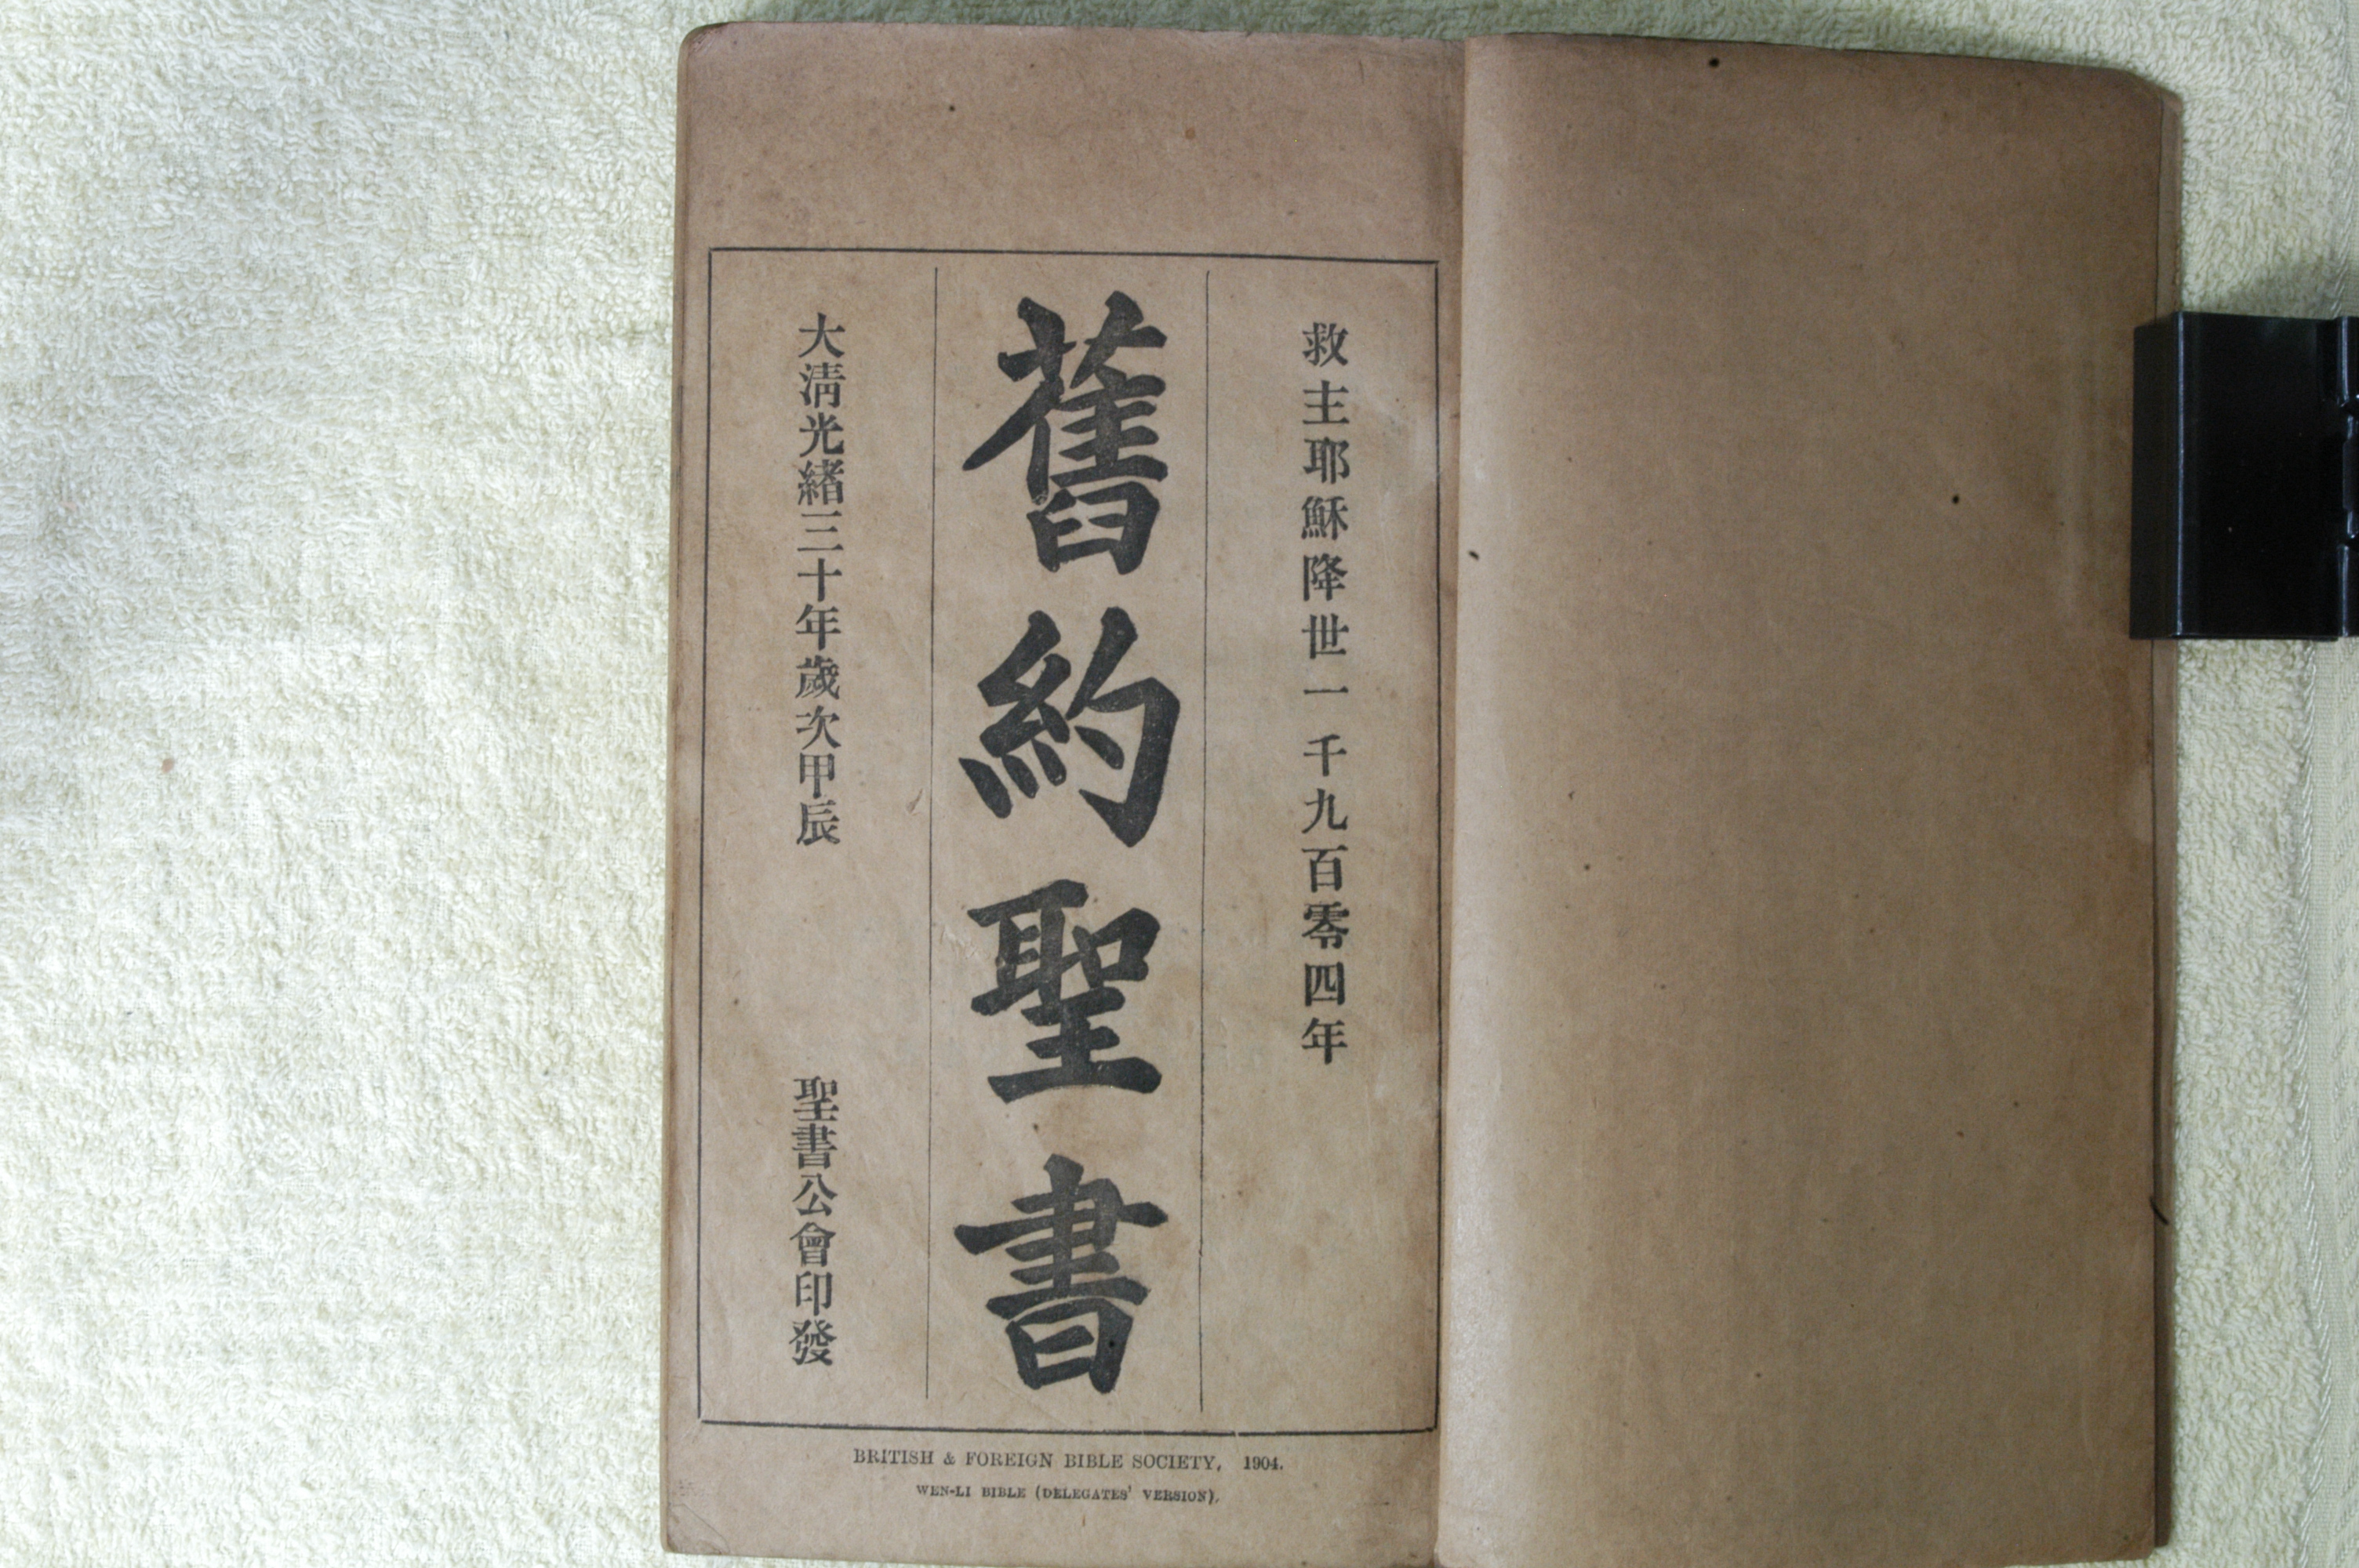 救主耶穌降世一千九百零四年
舊約聖書
大清光緒三十年歲次甲辰
聖書公會印發
BRITISH & FOREIGN BIBLE SOCIETY, 1904.
WEN-LI BIBLE (DELEGATES' VERSION).